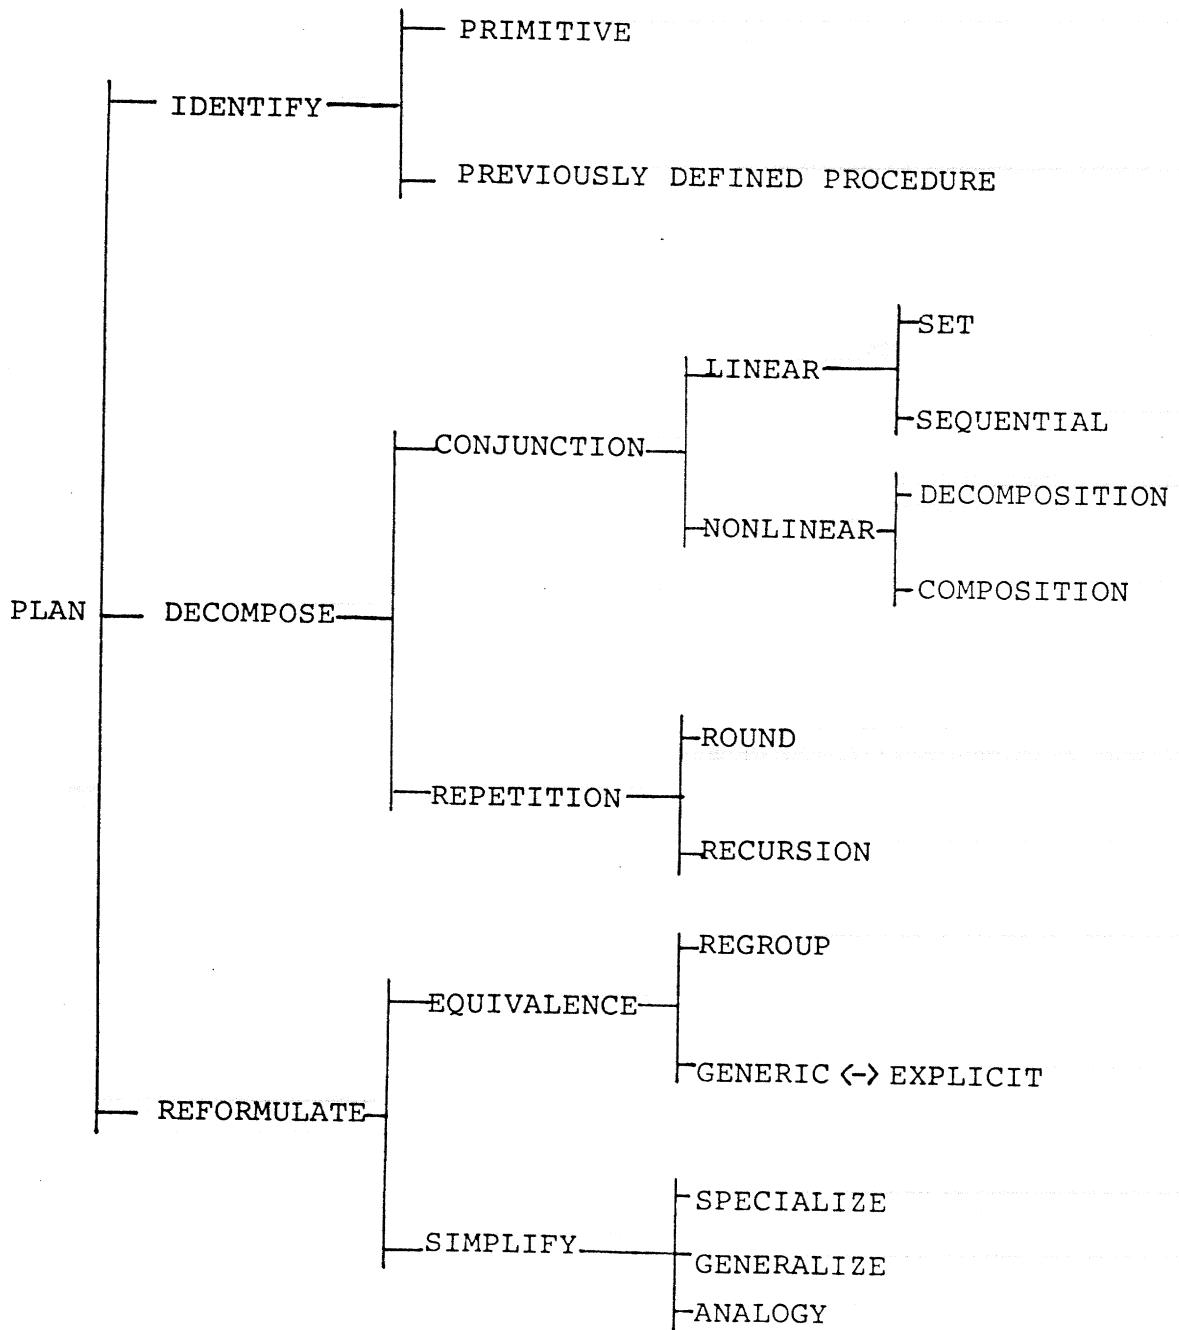 PRIMITIVE
IDENTIFY
PREVIOUSLY DEFINED PROCEDURE
SET
LINEAR
SEQUENTIAL
CONJUNCTION
DECOMPOSITION
NONLINEAR
COMPOSITION
PLAN DECOMPOSE
ROUND
REPETITION
RECURSION
REGROUP
EQUIVALENCE
GENERIC <-> EXPLICIT
REFORMULATE
SPECIALIZE
SIMPLIFY
GENERALIZE
ANALOGY